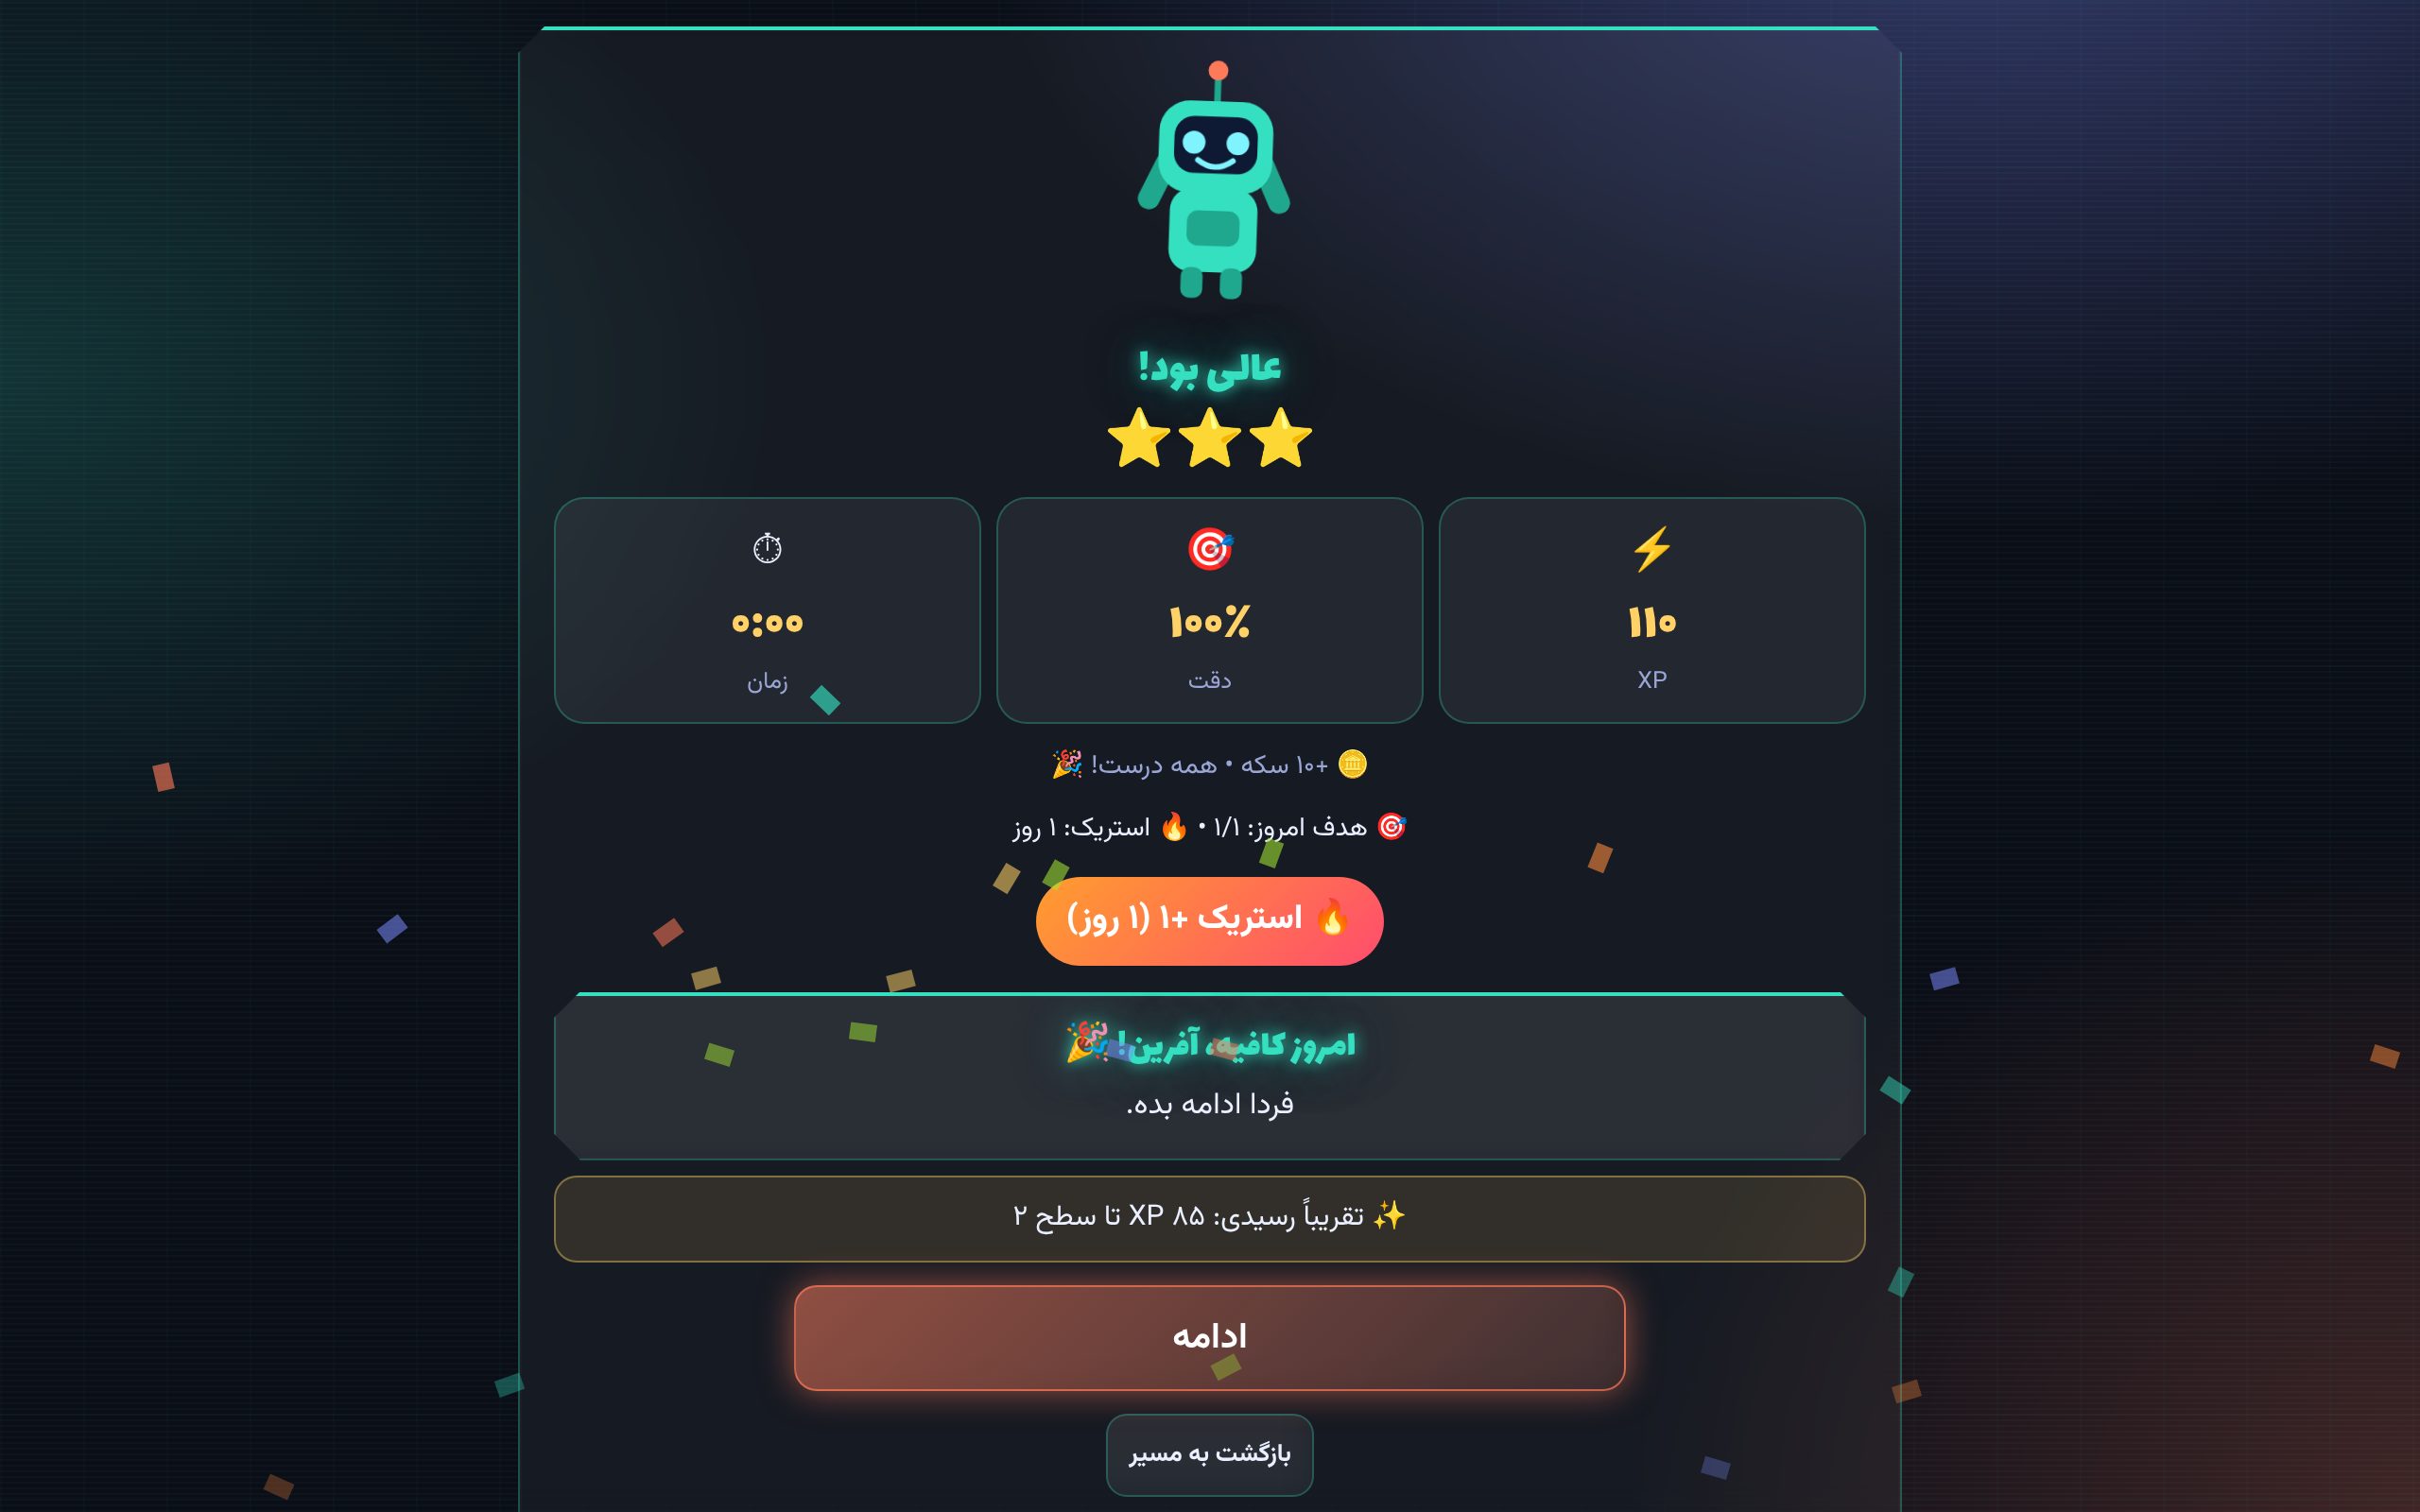 عالی بود!
⚡
۱۱۰
XP
🎯
۱۰۰٪
دقت
⏱
۰:۰۰
زمان
🪙 +۱۰ سکه • همه درست! 🎉
🎯 هدف امروز: ۱/۱ • 🔥 استریک: ۱ روز
🔥 استریک +۱ (۱ روز)
امروز کافیه، آفرین! 🎉
فردا ادامه بده.
✨ تقریباً رسیدی: ۸۵ XP تا سطح ۲
ادامه
بازگشت به مسیر